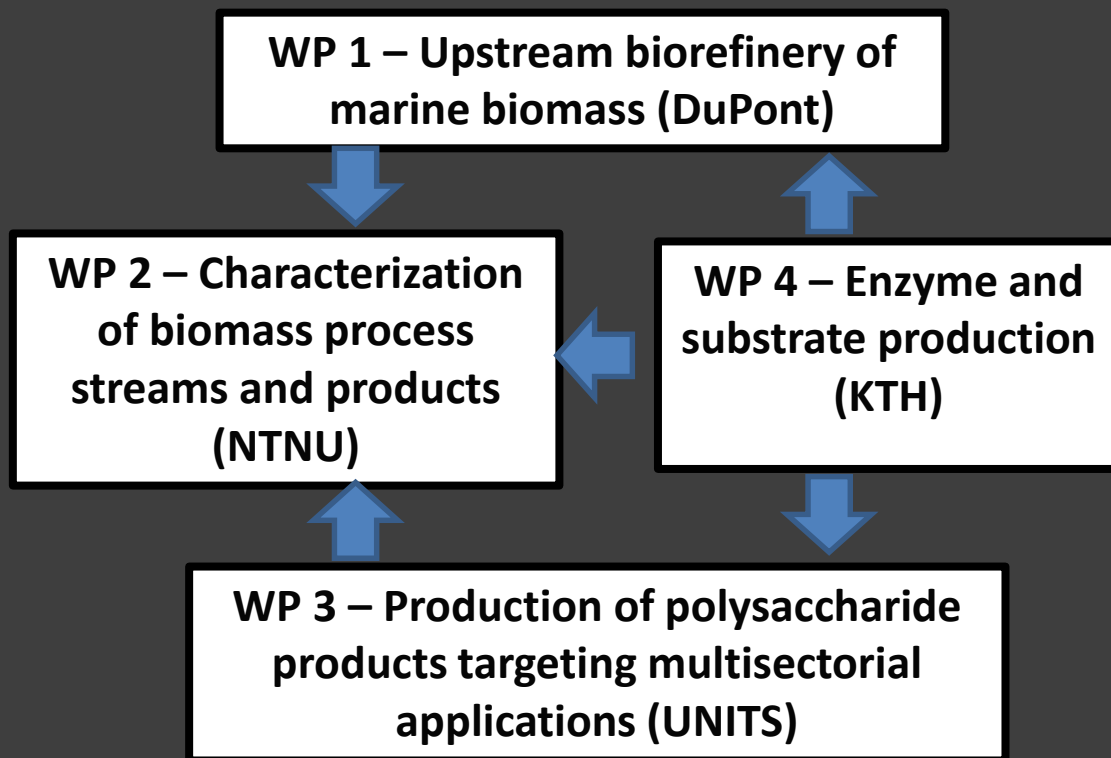 WP 1 – Upstream biorefinery of
marine biomass (DuPont)
WP 2 – Characterization
of biomass process
streams and products
(NTNU)
WP 4 – Enzyme and
substrate production
(KTH)
WP 3 – Production of polysaccharide
products targeting multisectorial
applications (UNITS)